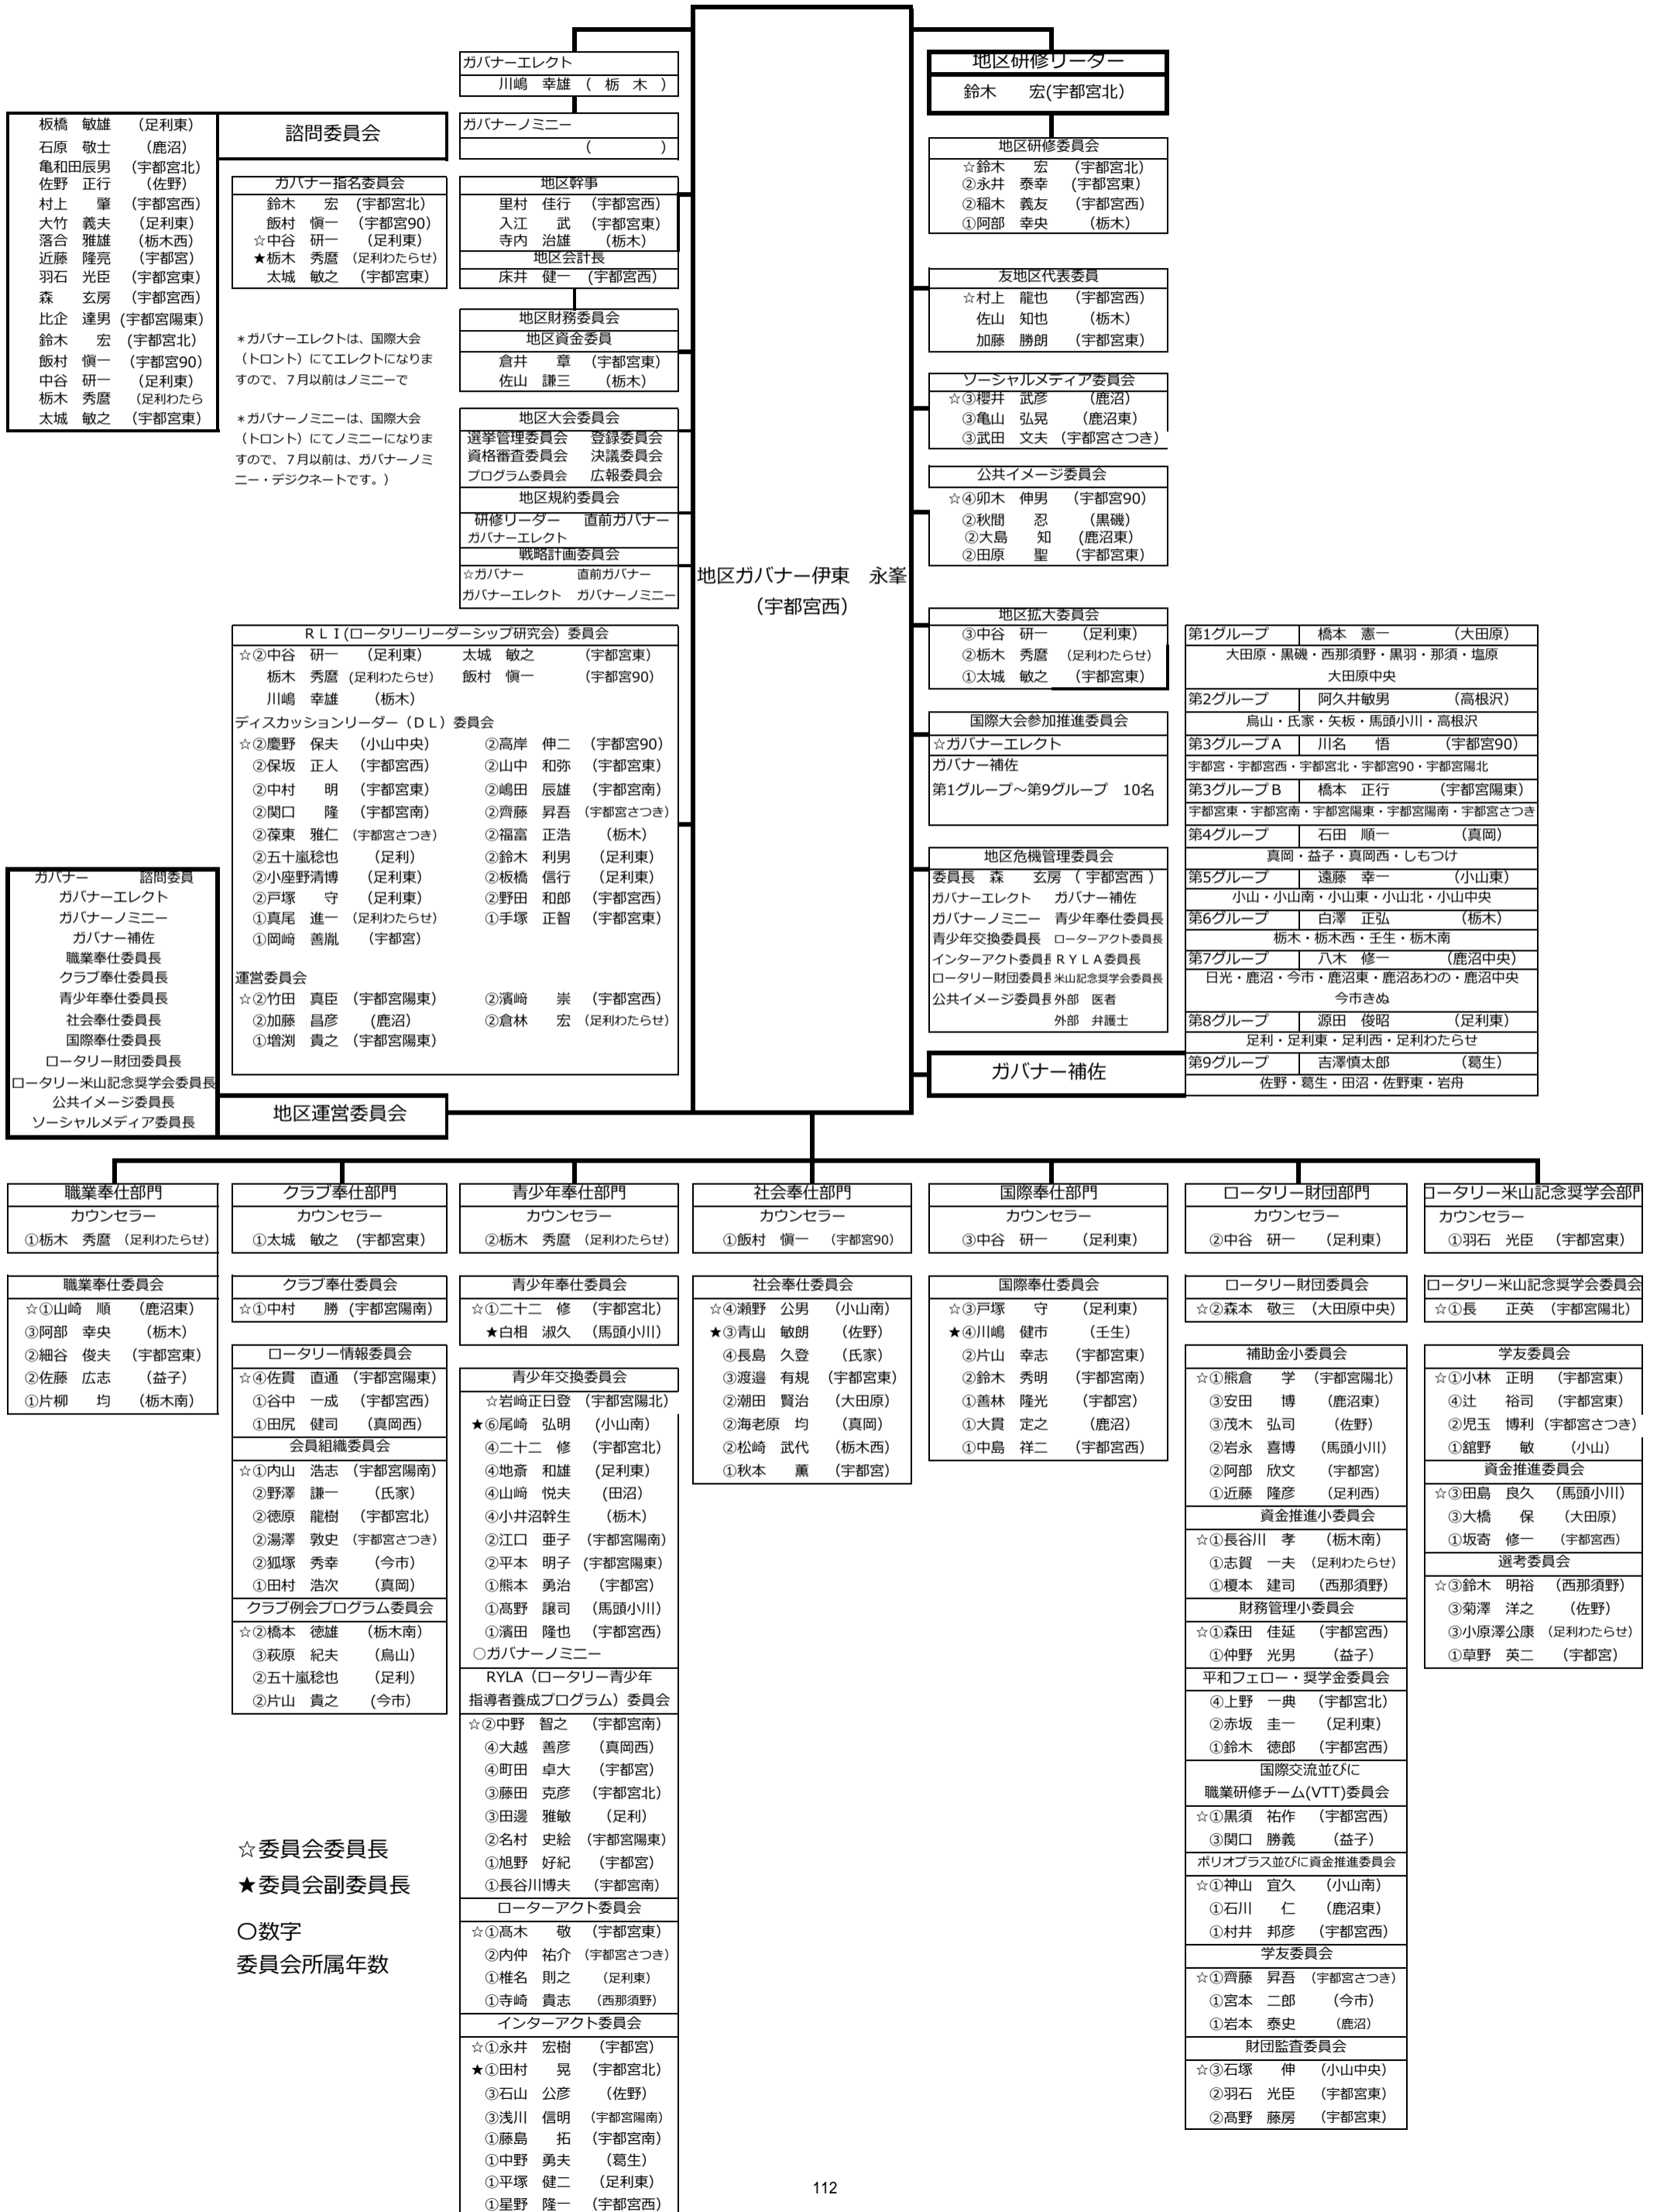 ガバナーエレクト
川嶋　幸雄　（　栃　木　）
ガバナーノミニー
（　　　　　）
地区研修リーダー
鈴木　　宏(宇都宮北)
諮問委員会
板橋　敏雄　（足利東）
石原　敬士　（鹿沼）
亀和田辰男　（宇都宮北）
佐野　正行　（佐野）
村上　　肇　（宇都宮西）
大竹　義夫　（足利東）
落合　雅雄　（栃木西）
近藤　隆亮　（宇都宮）
羽石　光臣　（宇都宮東）
森　　玄房　（宇都宮西）
比企　達男　(宇都宮陽東）
鈴木　　宏　(宇都宮北）
飯村　愼一　（宇都宮90）
中谷　研一　（足利東）
栃木　秀麿　（足利わたら
太城　敏之　（宇都宮東）
ガバナー指名委員会
鈴木　　宏　(宇都宮北）
飯村　愼一　（宇都宮90）
☆中谷　研一　（足利東）
★栃木　秀麿　（足利わたらせ）
太城　敏之　（宇都宮東）
＊ガバナーエレクトは、国際大会
（トロント）にてエレクトになりま
すので、７月以前はノミニーで
＊ガバナーノミニーは、国際大会
（トロント）にてノミニーになりま
すので、７月以前は、ガバナーノミ
ニー・デジクネートです。）
地区幹事
里村　佳行　（宇都宮西）
入江　　武　（宇都宮東）
寺内　治雄　（栃木）
地区会計長
床井　健一　(宇都宮西）
地区財務委員会
地区資金委員
倉井　　章　（宇都宮東）
佐山　謙三　（栃木）
地区大会委員会
選挙管理委員会　登録委員会
資格審査委員会　決議委員会
プログラム委員会　広報委員会
地区規約委員会
研修リーダー　直前ガバナー
ガバナーエレクト
戦略計画委員会
☆ガバナー　　直前ガバナー
ガバナーエレクト　ガバナーノミニー
地区ガバナー伊東　永峯
（宇都宮西）
地区研修委員会
☆鈴木　　宏　（宇都宮北）
②永井　泰幸　(宇都宮東）
②稲木　義友　（宇都宮西）
①阿部　幸央　（栃木）
友地区代表委員
☆村上　龍也　（宇都宮西）
佐山　知也　（栃木）
加藤　勝朗　（宇都宮東）
ソーシャルメディア委員会
☆③櫻井　武彦　（鹿沼）
③亀山　弘晃　（鹿沼東）
③武田　文夫　（宇都宮さつき）
公共イメージ委員会
☆④卯木　伸男　（宇都宮90）
②秋間　　忍　（黒磯）
②大島　　知　(鹿沼東）
②田原　　聖　（宇都宮東）
地区拡大委員会
③中谷　研一　（足利東）
②栃木　秀麿　（足利わたらせ）
①太城　敏之　（宇都宮東）
国際大会参加推進委員会
☆ガバナーエレクト
ガバナー補佐
第1グループ～第9グループ　10名
地区危機管理委員会
委員長　森　　玄房　（ 宇都宮西 ）
ガバナーエレクト　ガバナー補佐
ガバナーノミニー　青少年奉仕委員長
青少年交換委員長　ローターアクト委員長
インターアクト委員長　ＲＹＬＡ委員長
ロータリー財団委員長　米山記念奨学会委員長
公共イメージ委員長　外部　医者
外部　弁護士
ガバナー補佐
第1グループ　橋本　憲一　（大田原）
大田原・黒磯・西那須野・黒羽・那須・塩原
大田原中央
第2グループ　阿久井敏男　（高根沢）
烏山・氏家・矢板・馬頭小川・高根沢
第3グループＡ　川名　　悟　（宇都宮90）
宇都宮・宇都宮西・宇都宮北・宇都宮90・宇都宮陽北
第3グループＢ　橋本　正行　（宇都宮陽東）
宇都宮東・宇都宮南・宇都宮陽東・宇都宮陽南・宇都宮さつき
第4グループ　石田　順一　（真岡）
真岡・益子・真岡西・しもつけ
第5グループ　遠藤　幸一　（小山東）
小山・小山南・小山東・小山北・小山中央
第6グループ　白澤　正弘　（栃木）
栃木・栃木西・壬生・栃木南
第7グループ　八木　修一　（鹿沼中央）
日光・鹿沼・今市・鹿沼東・鹿沼あわの・鹿沼中央
今市きぬ
第8グループ　源田　俊昭　（足利東）
足利・足利東・足利西・足利わたらせ
第9グループ　吉澤慎太郎　（葛生）
佐野・葛生・田沼・佐野東・岩舟
ＲＬＩ(ロータリーリーダーシップ研究会）委員会
☆②中谷　研一　（足利東）　太城　敏之　（宇都宮東）
栃木　秀麿　(足利わたらせ）　飯村　愼一　（宇都宮90）
川嶋　幸雄　（栃木）
ディスカッションリーダー（ＤＬ）委員会
☆②慶野　保夫　（小山中央）　②高岸　伸二　（宇都宮90）
②保坂　正人　（宇都宮西）　②山中　和弥　（宇都宮東）
②中村　　明　（宇都宮東）　②嶋田　辰雄　（宇都宮南）
②関口　　隆　（宇都宮南）　②齊藤　昇吾　（宇都宮さつき）
②葆東　雅仁　（宇都宮さつき）　②福富　正浩　（栃木）
②五十嵐稔也　（足利）　②鈴木　利男　（足利東）
②小座野清博　（足利東）　②板橋　信行　（足利東）
②戸塚　　守　（足利東）　②野田　和郎　（宇都宮西）
①真尾　進一　（足利わたらせ）　①手塚　正智　（宇都宮東）
①岡﨑　善胤　（宇都宮）
運営委員会
☆②竹田　真臣　（宇都宮陽東）　②濱﨑　　崇　（宇都宮西）
②加藤　昌彦　（鹿沼）　②倉林　　宏　（足利わたらせ）
①増渕　貴之　（宇都宮陽東）
ガバナー　　諮問委員
ガバナーエレクト
ガバナーノミニー
ガバナー補佐
職業奉仕委員長
クラブ奉仕委員長
青少年奉仕委員長
社会奉仕委員長
国際奉仕委員長
ロータリー財団委員長
ロータリー米山記念奨学会委員長
公共イメージ委員長
ソーシャルメディア委員長
地区運営委員会
職業奉仕部門
カウンセラー
①栃木　秀麿　（足利わたらせ）
職業奉仕委員会
☆①山崎　順　（鹿沼東）
③阿部　幸央　（栃木）
②細谷　俊夫　（宇都宮東）
②佐藤　広志　（益子）
①片柳　　均　（栃木南）
クラブ奉仕部門
カウンセラー
①太城　敏之　(宇都宮東）
クラブ奉仕委員会
☆①中村　　勝　(宇都宮陽南）
ロータリー情報委員会
☆④佐貫　直通　（宇都宮陽東）
①谷中　一成　（宇都宮西）
①田尻　健司　（真岡西）
会員組織委員会
☆①内山　浩志　（宇都宮陽南）
②野澤　謙一　（氏家）
②徳原　龍樹　（宇都宮北）
②湯澤　敦史　（宇都宮さつき）
②狐塚　秀幸　（今市）
①田村　浩次　（真岡）
クラブ例会プログラム委員会
☆②橋本　徳雄　（栃木南）
③萩原　紀夫　（烏山）
②五十嵐稔也　（足利）
②片山　貴之　（今市）
青少年奉仕部門
カウンセラー
②栃木　秀麿　（足利わたらせ）
青少年奉仕委員会
☆①二十二　修　（宇都宮北）
★白相　淑久　（馬頭小川）
青少年交換委員会
☆岩﨑正日登　（宇都宮陽北）
★⑥尾崎　弘明　（小山南）
④二十二　修　（宇都宮北）
④地斎　和雄　（足利東）
④山﨑　悦夫　（田沼）
④小井沼幹生　（栃木）
②江口　亜子　（宇都宮陽南）
②平本　明子　(宇都宮陽東）
①熊本　勇治　（宇都宮）
①髙野　譲司　（馬頭小川）
①濱田　隆也　（宇都宮西）
○ガバナーノミニー
RYLA（ロータリー青少年
指導者養成プログラム）委員会
☆②中野　智之　（宇都宮南）
④大越　善彦　（真岡西）
④町田　卓大　（宇都宮）
③藤田　克彦　（宇都宮北）
③田邊　雅敏　（足利）
②名村　史絵　（宇都宮陽東）
①旭野　好紀　（宇都宮）
①長谷川博夫　（宇都宮南）
ローターアクト委員会
☆①髙木　　敬　（宇都宮東）
②内仲　祐介　（宇都宮さつき）
①椎名　則之　（足利東）
①寺崎　貴志　（西那須野）
インターアクト委員会
☆①永井　宏樹　（宇都宮）
★①田村　　晃　（宇都宮北）
③石山　公彦　（佐野）
③浅川　信明　（宇都宮陽南）
①藤島　　拓　（宇都宮南）
①中野　勇夫　（葛生）
①平塚　健二　（足利東）
①星野　隆一　（宇都宮西）
社会奉仕部門
カウンセラー
①飯村　愼一　（宇都宮90）
社会奉仕委員会
☆④瀬野　公男　（小山南）
★③青山　敏朗　（佐野）
④長島　久登　（氏家）
③渡邉　有規　（宇都宮東）
②潮田　賢治　（大田原）
②海老原　均　（真岡）
②松崎　武代　（栃木西）
①秋本　　薫　（宇都宮）
国際奉仕部門
カウンセラー
③中谷　研一　（足利東）
国際奉仕委員会
☆③戸塚　　守　（足利東）
★④川嶋　健市　（壬生）
②片山　幸志　（宇都宮東）
②鈴木　秀明　（宇都宮南）
①善林　隆光　（宇都宮）
①大貫　定之　（鹿沼）
①中島　祥二　（宇都宮西）
ロータリー財団部門
カウンセラー
②中谷　研一　（足利東）
ロータリー財団委員会
☆②森本　敬三　（大田原中央）
補助金小委員会
☆①熊倉　　学　（宇都宮陽北）
③安田　　博　（鹿沼東）
③茂木　弘司　（佐野）
②岩永　喜博　（馬頭小川）
②阿部　欣文　（宇都宮）
①近藤　隆彦　（足利西）
資金推進小委員会
☆①長谷川　孝　（栃木南）
①志賀　一夫　（足利わたらせ）
①榎本　建司　（西那須野）
財務管理小委員会
☆①森田　佳延　（宇都宮西）
①仲野　光男　（益子）
平和フェロー・奨学金委員会
④上野　一典　（宇都宮北）
②赤坂　圭一　（足利東）
①鈴木　徳郎　（宇都宮西）
国際交流並びに
職業研修チーム(VTT)委員会
☆①黒須　祐作　（宇都宮西）
③関口　勝義　（益子）
ポリオプラス並びに資金推進委員会
☆①神山　宜久　（小山南）
①石川　　仁　（鹿沼東）
①村井　邦彦　（宇都宮西）
学友委員会
☆①齊藤　昇吾　（宇都宮さつき）
①宮本　二郎　（今市）
①岩本　泰史　（鹿沼）
財団監査委員会
☆③石塚　　伸　（小山中央）
②羽石　光臣　（宇都宮東）
②髙野　藤房　（宇都宮東）
ロータリー米山記念奨学会部門
カウンセラー
①羽石　光臣　（宇都宮東）
ロータリー米山記念奨学会委員会
☆①長　　正英　（宇都宮陽北）
学友委員会
☆①小林　正明　（宇都宮東）
④辻　　裕司　（宇都宮東）
②児玉　博利　（宇都宮さつき）
①舘野　　敏　（小山）
資金推進委員会
☆③田島　良久　（馬頭小川）
③大橋　　保　（大田原）
①坂寄　修一　（宇都宮西）
選考委員会
☆③鈴木　明裕　（西那須野）
③菊澤　洋之　（佐野）
③小原澤公康　（足利わたらせ）
①草野　英二　（宇都宮）
☆委員会委員長
★委員会副委員長
〇数字
委員会所属年数
112